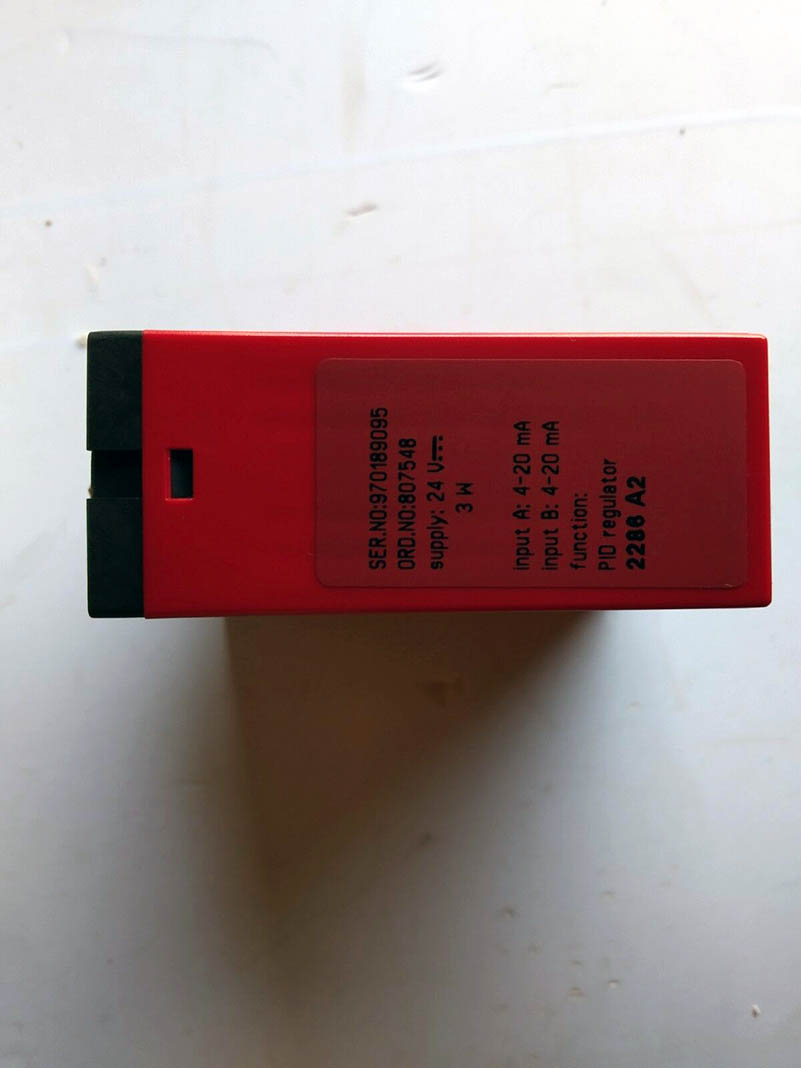 SER.NO:970189095
ORD.NO:807548
supply: 24 V⎓
3 W
input A: 4-20 mA
input B: 4-20 mA
function:
PID regulator
2286 A2